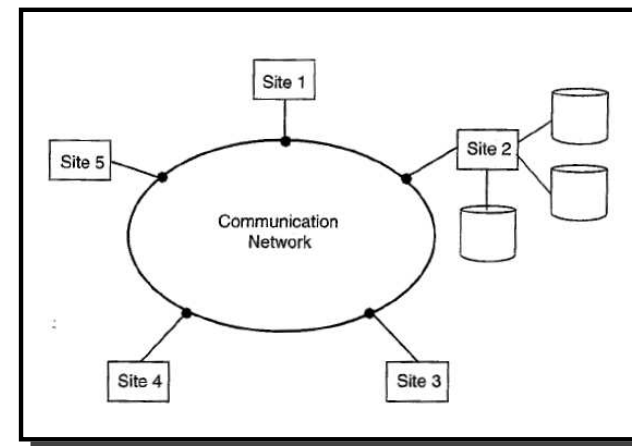 Site 1
Site 2
Site 5
Communication
Network
Site 4
Site 3